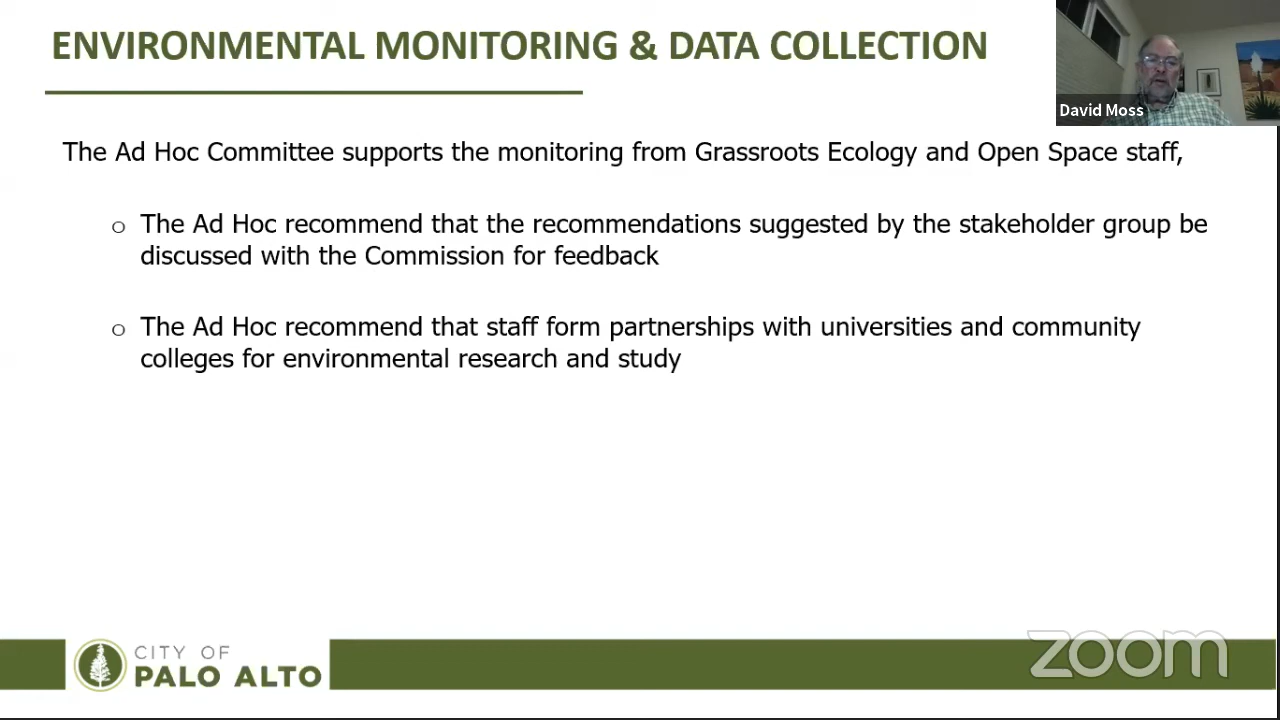 ENVIRONMENTAL MONITORING & DATA COLLECTION
David Moss
The Ad Hoc Committee supports the monitoring from Grassroots Ecology and Open Space staff,
o The Ad Hoc recommend that the recommendations suggested by the stakeholder group be
discussed with the Commission for feedback
o The Ad Hoc recommend that staff form partnerships with universities and community
colleges for environmental research and study
CITY OF
PALO ALTO
zoom